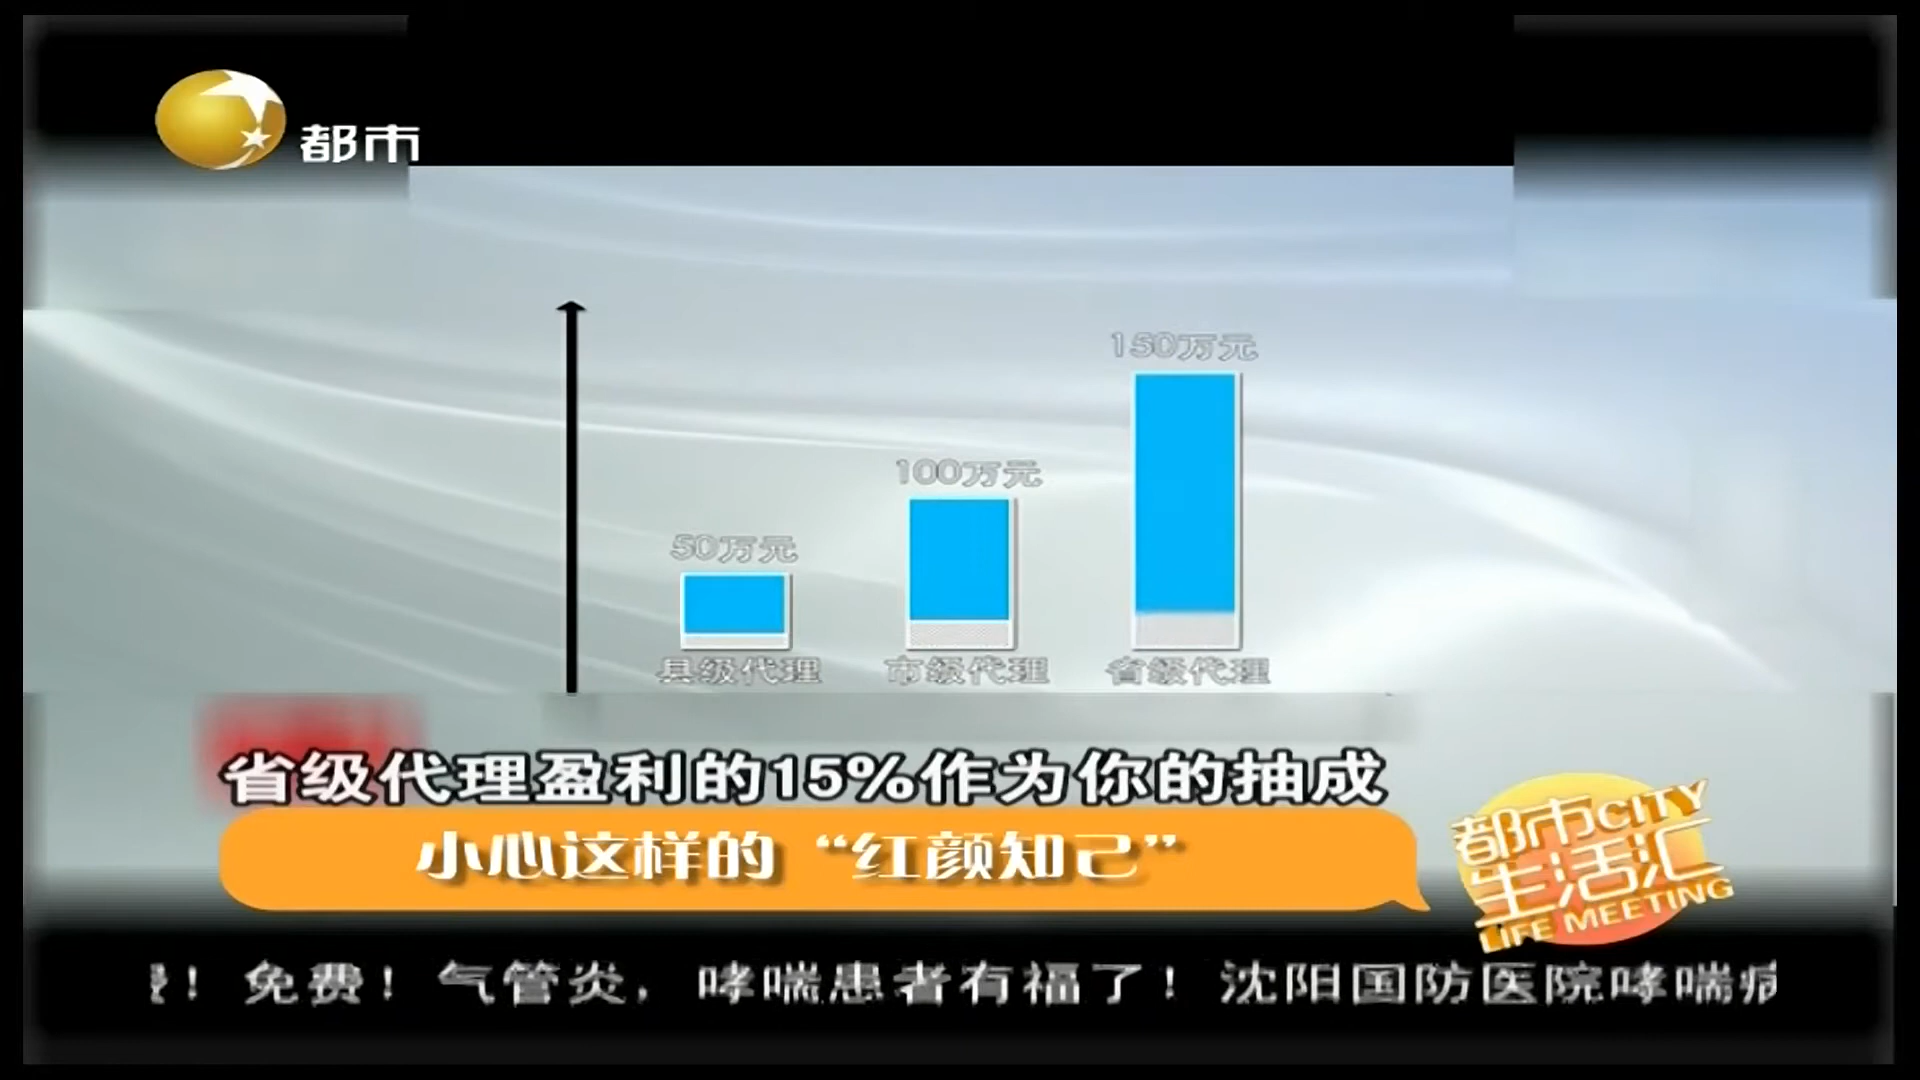 都市
150万元
100万元
50万元
县级代理
市级代理
省级代理
省级代理盈利的15%作为你的抽成
小心这样的“红颜知己”
都市CITY
生活汇
LIFE MEETING
！免费！气管炎，哮喘患者有福了！沈阳国防医院哮喘病